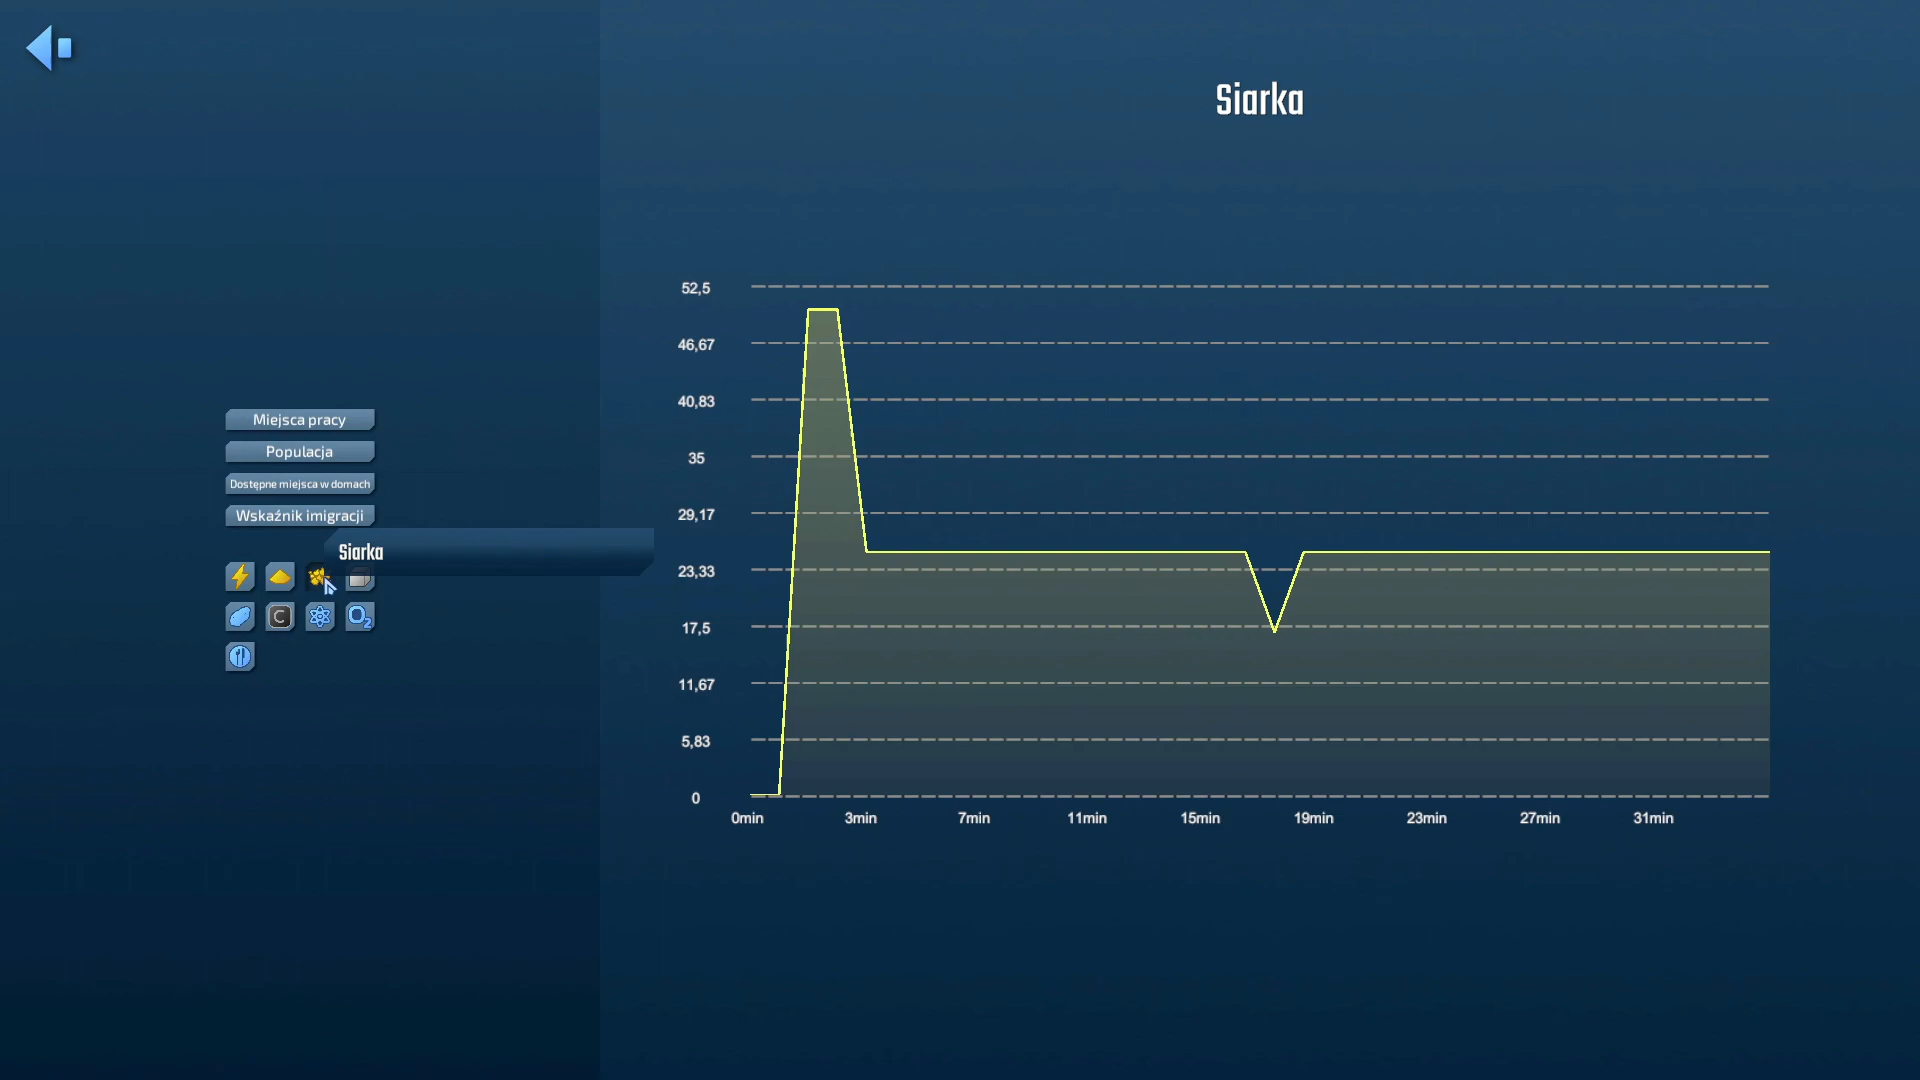 Siarka
52,5
46,67
40,83
35
29,17
23,33
17,5
11,67
5,83
0
0min 3min 7min 11min 15min 19min 23min 27min 31min
Miejsca pracy
Populacja
Dostępne miejsca w domach
Wskaźnik imigracji
Siarka
C
O2